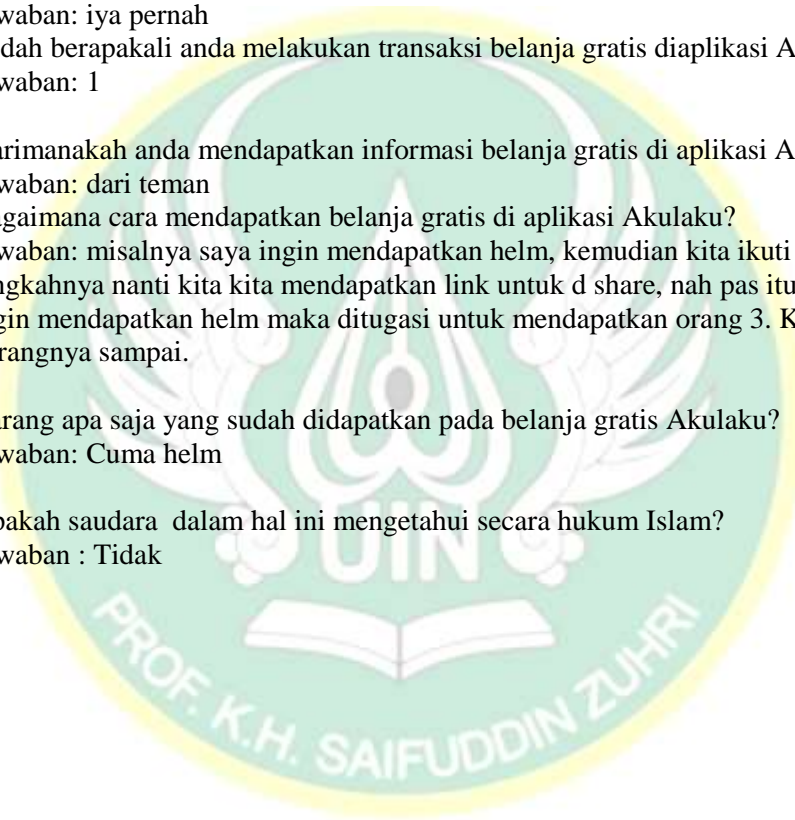 waban: iya pernah
dah berapakali anda melakukan transaksi belanja gratis diaplikasi A
waban: 1
arimanakah anda mendapatkan informasi belanja gratis di aplikasi A
waban: dari teman
agaimana cara mendapatkan belanja gratis di aplikasi Akulaku?
waban: misalnya saya ingin mendapatkan helm, kemudian kita ikuti
ngkahnya nanti kita kita mendapatkan link untuk d share, nah pas itu
gin mendapatkan helm maka ditugasi untuk mendapatkan orang 3. K
rangnya sampai.
arang apa saja yang sudah didapatkan pada belanja gratis Akulaku?
waban: Cuma helm
pakah saudara  dalam hal ini mengetahui secara hukum Islam?
waban : Tidak
UIN
PROF. K.H. SAIFUDDIN ZUHRI